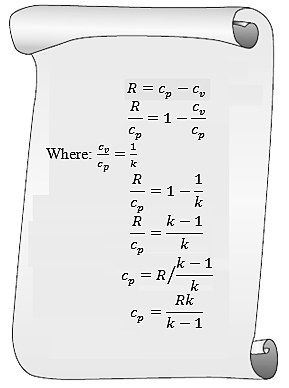 R = c_p − c_v
R/c_p = 1 − c_v/c_p
Where: c_v/c_p = 1/k
R/c_p = 1 − 1/k
R/c_p = (k − 1)/k
c_p = R/(k − 1)/k
c_p = Rk/(k − 1)